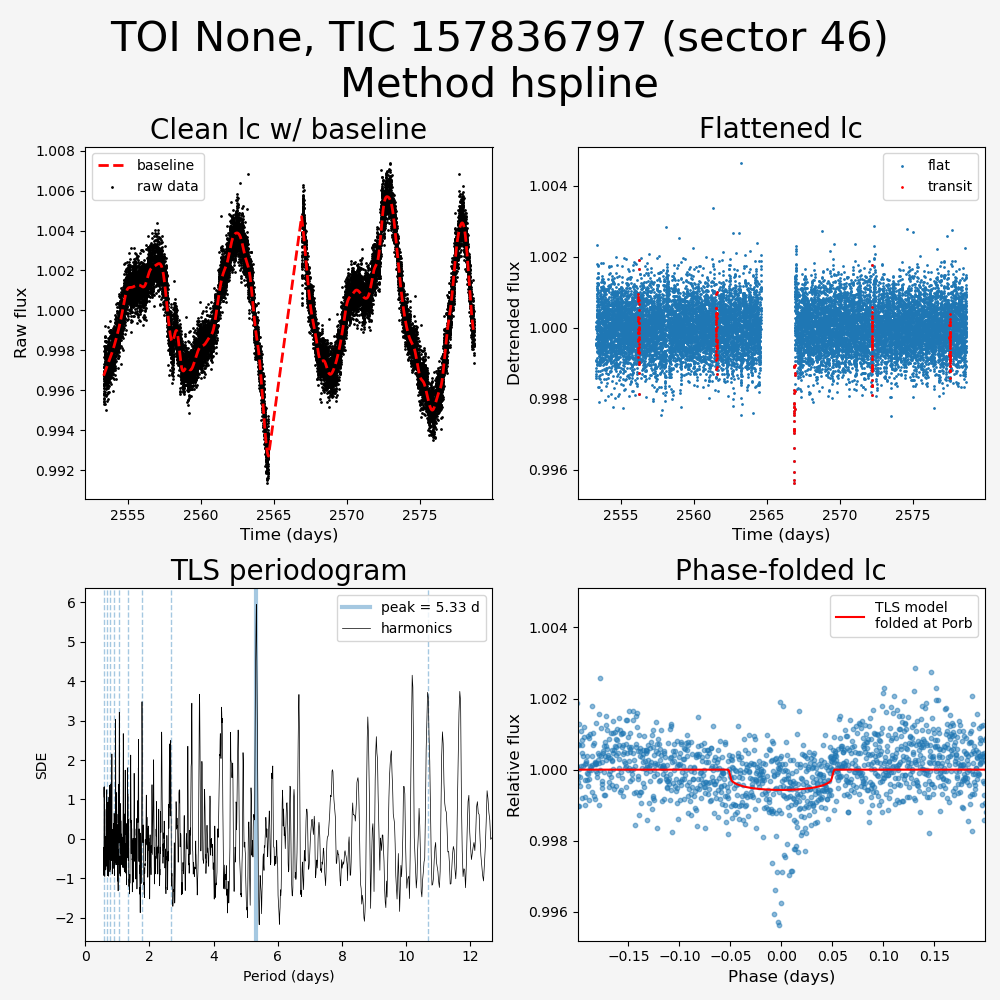 TOI None, TIC 157836797 (sector 46)
Method hspline
Clean lc w/ baseline
Flattened lc
1.008
1.006
1.004
1.002
1.000
0.998
0.996
0.994
0.992
Raw flux
baseline
raw data
2555
2560
2565
2570
2575
Time (days)
1.004
1.002
1.000
0.998
0.996
Detrended flux
flat
transit
2555
2560
2565
2570
2575
Time (days)
TLS periodogram
Phase-folded lc
6
5
4
3
2
1
0
−1
−2
SDE
peak = 5.33 d
harmonics
0
2
4
6
8
10
12
Period (days)
1.004
1.002
1.000
0.998
0.996
Relative flux
TLS model
folded at Porb
−0.15
−0.10
−0.05
0.00
0.05
0.10
0.15
Phase (days)